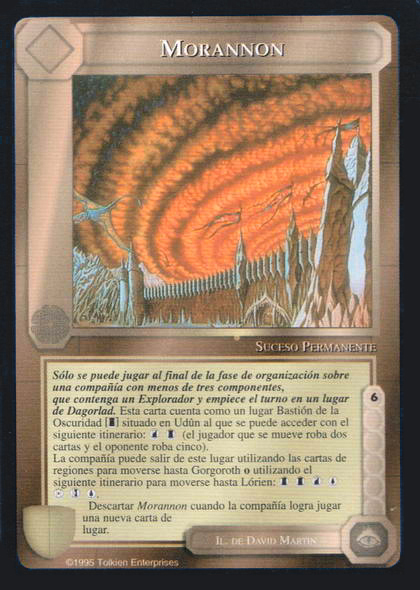 MORANNON
SUCESO PERMANENTE
Sólo se puede jugar al final de la fase de organización sobre
una compañía con menos de tres componentes,
que contenga un Explorador y empiece el turno en un lugar
de Dagorlad. Esta carta cuenta como un lugar Bastión de la
Oscuridad [ ] situado en Udûn al que se puede acceder con el
siguiente itinerario: (el jugador que se mueve roba dos
cartas y el oponente roba cinco).
La compañía puede salir de este lugar utilizando las cartas de
regiones para moverse hasta Gorgoroth o utilizando el
siguiente itinerario para moverse hasta Lórien:
.
Descartar Morannon cuando la compañía logra jugar
una nueva carta de
lugar.
6
IL. DE DAVID MARTIN
©1995 Tolkien Enterprises